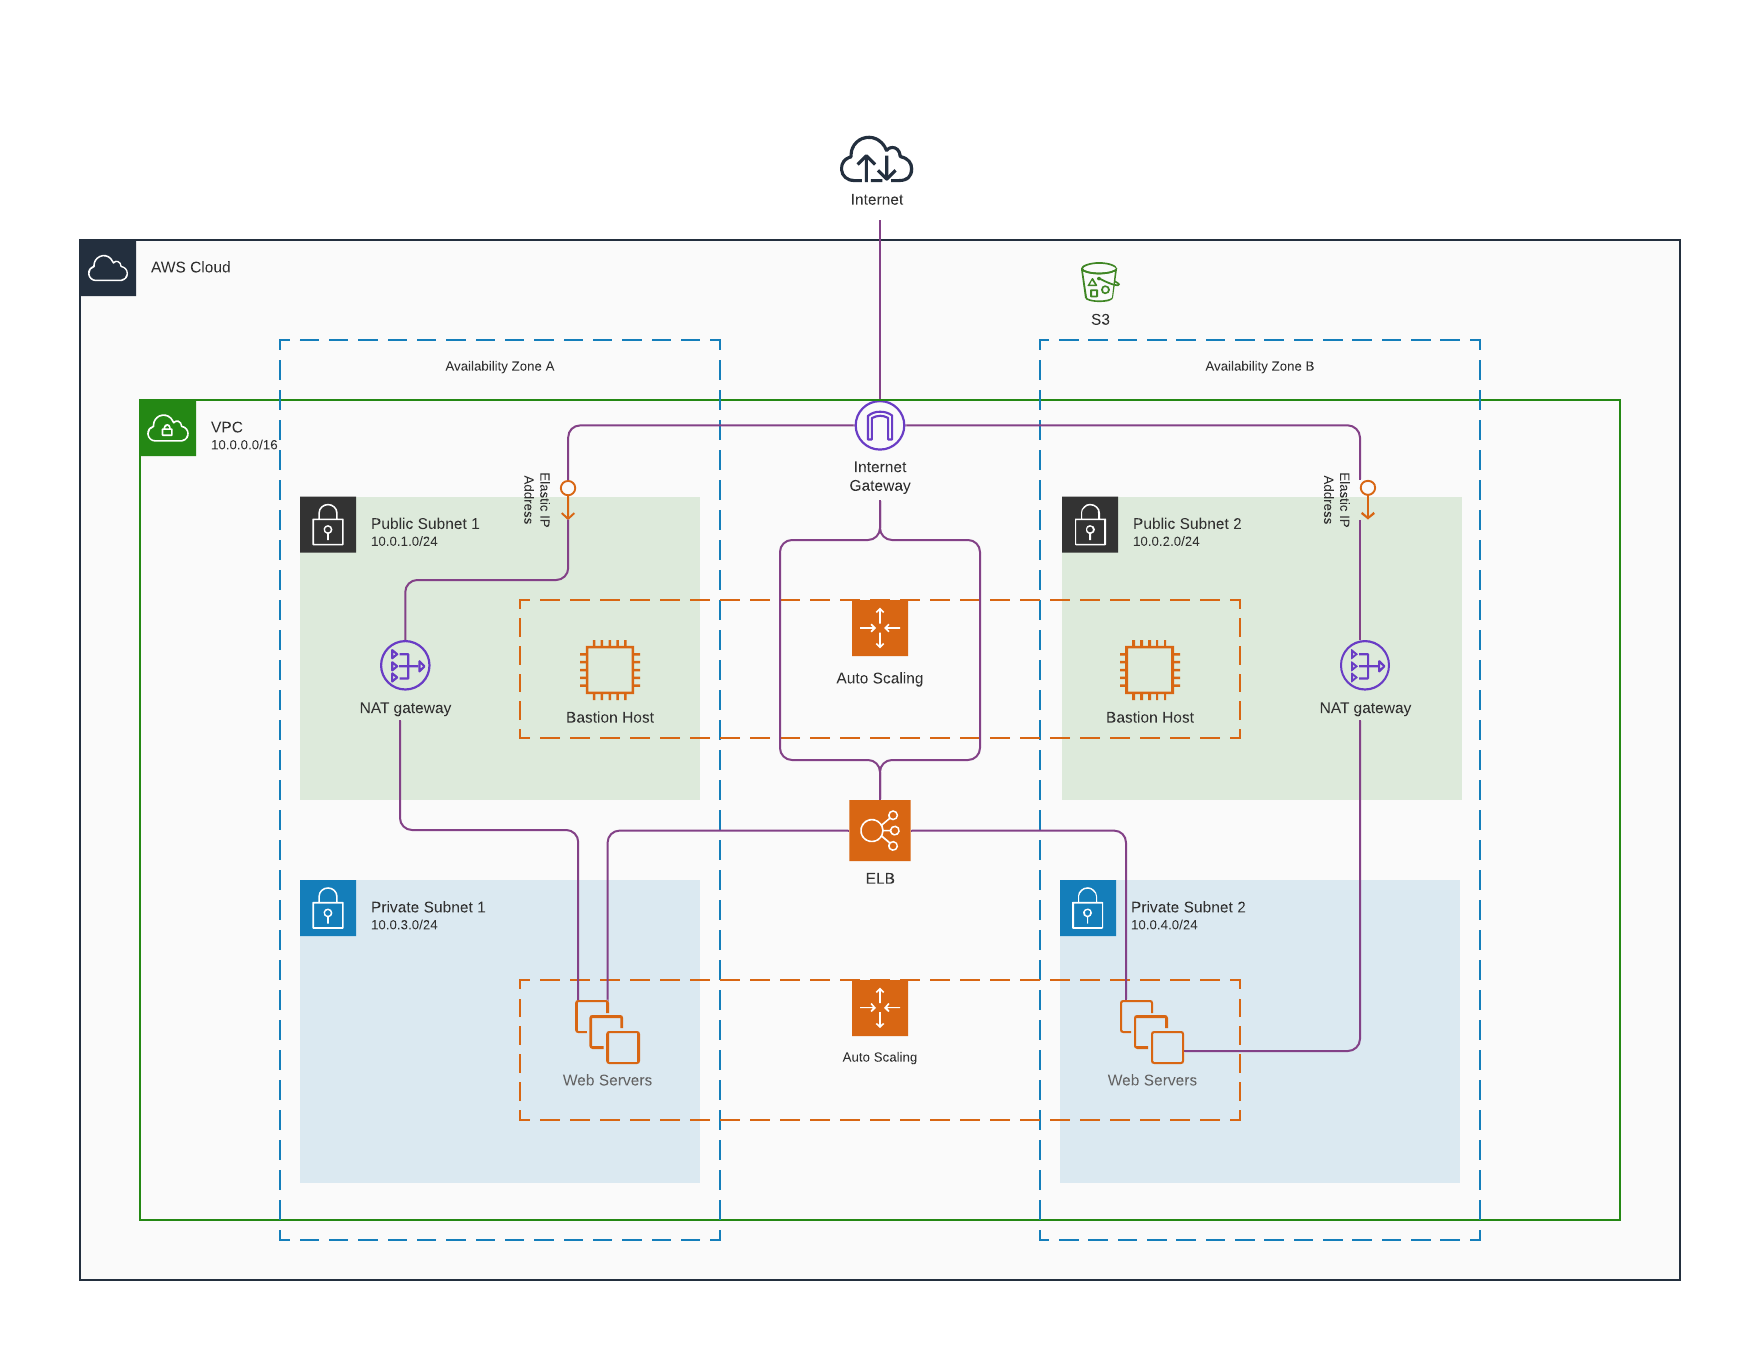 Internet
AWS Cloud
S3
Availability Zone A
Availability Zone B
VPC
10.0.0.0/16
Internet
Gateway
Elastic IP
Address
Elastic IP
Address
Public Subnet 1
10.0.1.0/24
Public Subnet 2
10.0.2.0/24
NAT gateway
Bastion Host
Auto Scaling
Bastion Host
NAT gateway
ELB
Private Subnet 1
10.0.3.0/24
Private Subnet 2
10.0.4.0/24
Web Servers
Auto Scaling
Web Servers